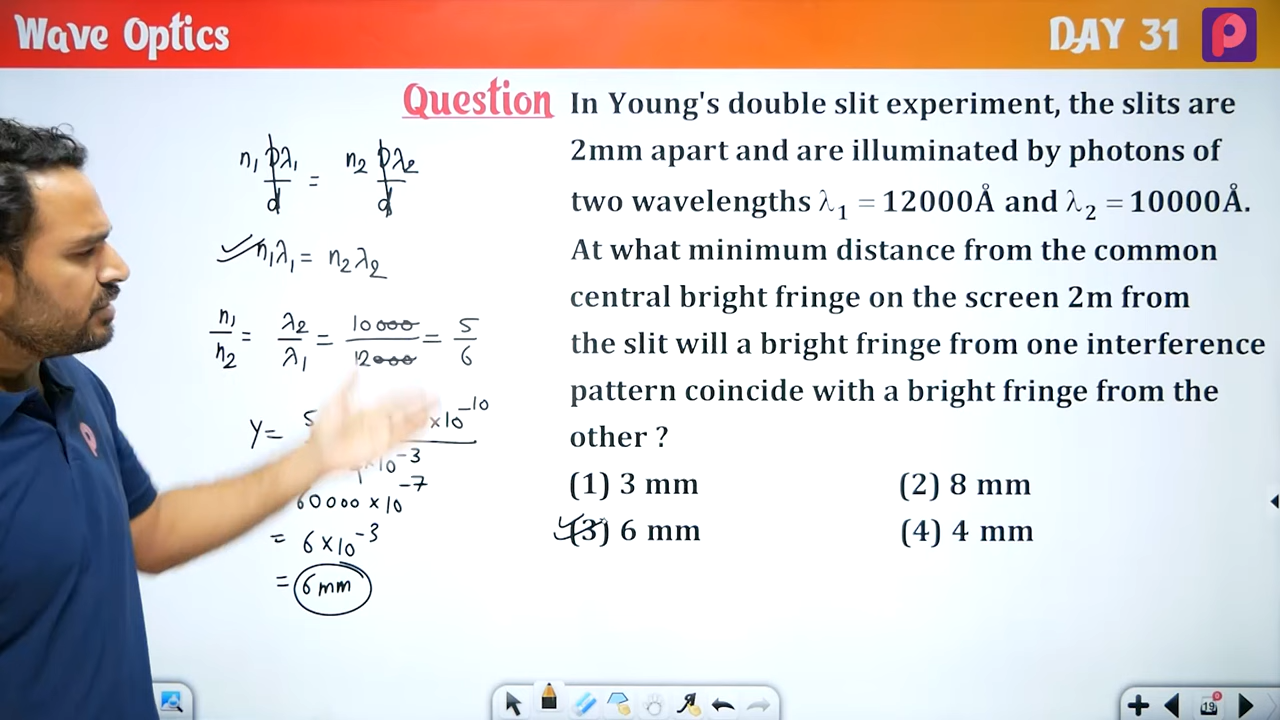 Wave Optics
DAY 31
Question In Young's double slit experiment, the slits are
2mm apart and are illuminated by photons of
two wavelengths λ₁ = 12000Å and λ₂ = 10000Å.
At what minimum distance from the common
central bright fringe on the screen 2m from
the slit will a bright fringe from one interference
pattern coincide with a bright fringe from the
other ?
(1) 3 mm (2) 8 mm
(3) 6 mm (4) 4 mm
n₁ Dλ₁/d = n₂ Dλ₂/d
n₁λ₁ = n₂λ₂
n₁/n₂ = λ₂/λ₁ = 10000/12000 = 5/6
Y = 5 ×10⁻¹⁰
×10⁻³
60000 × 10⁻⁷
= 6×10⁻³
= 6mm
19